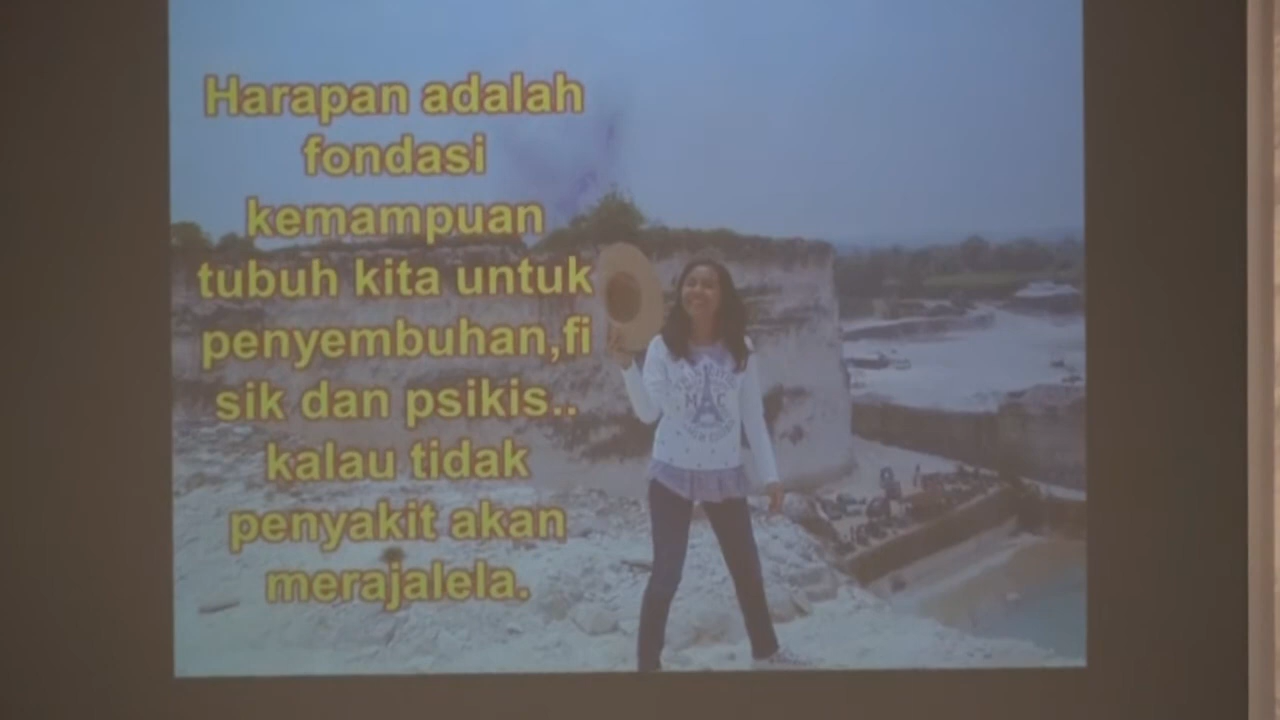 Harapan adalah
fondasi
kemampuan
tubuh kita untuk
penyembuhan,fi
sik dan psikis..
kalau tidak
penyakit akan
merajalela.